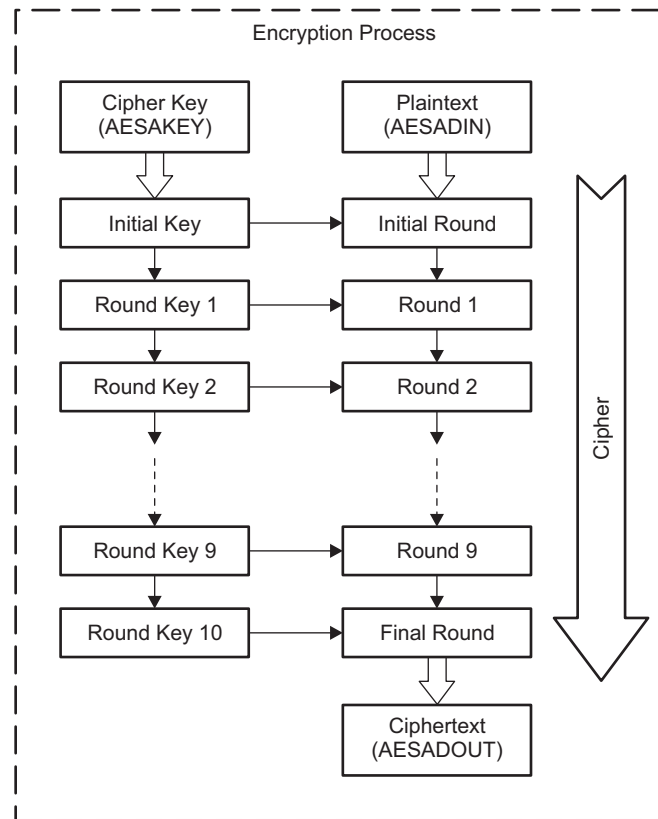 Encryption Process
Cipher Key
(AESAKEY)
Plaintext
(AESADIN)
Initial Key
Initial Round
Round Key 1
Round 1
Round Key 2
Round 2
Cipher
Round Key 9
Round 9
Round Key 10
Final Round
Ciphertext
(AESADOUT)